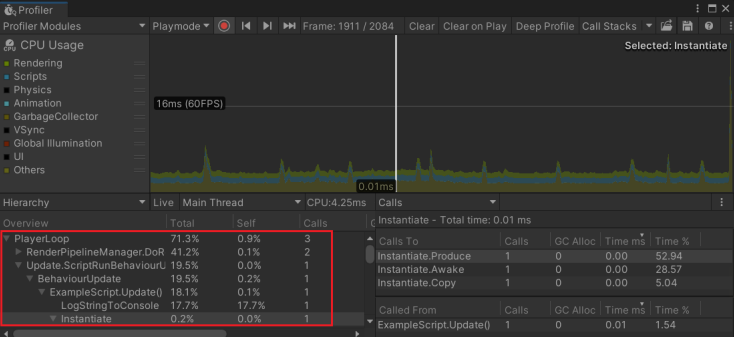 Profiler
Profiler Modules Playmode Frame: 1911 / 2084 Clear Clear on Play Deep Profile Call Stacks
CPU Usage
Selected: Instantiate
Rendering
Scripts
Physics
Animation
16ms (60FPS)
GarbageCollector
VSync
Global Illumination
UI
Others
0.01ms
Hierarchy Live Main Thread CPU:4.25ms Calls
Overview Total Self Calls
Instantiate - Total time: 0.01 ms
PlayerLoop 71.3% 0.9% 3
Calls To Calls GC Alloc Time ms Time %
RenderPipelineManager.DoR 41.2% 0.1% 2
Instantiate.Produce 1 0 0.00 52.94
Update.ScriptRunBehaviourU 19.5% 0.0% 1
Instantiate.Awake 1 0 0.00 28.57
BehaviourUpdate 19.5% 0.2% 1
Instantiate.Copy 1 0 0.00 5.04
ExampleScript.Update() 18.1% 0.1% 1
LogStringToConsole 17.7% 17.7% 1
Called From Calls GC Alloc Time ms Time %
Instantiate 0.2% 0.0% 1
ExampleScript.Update() 1 0 0.01 1.54